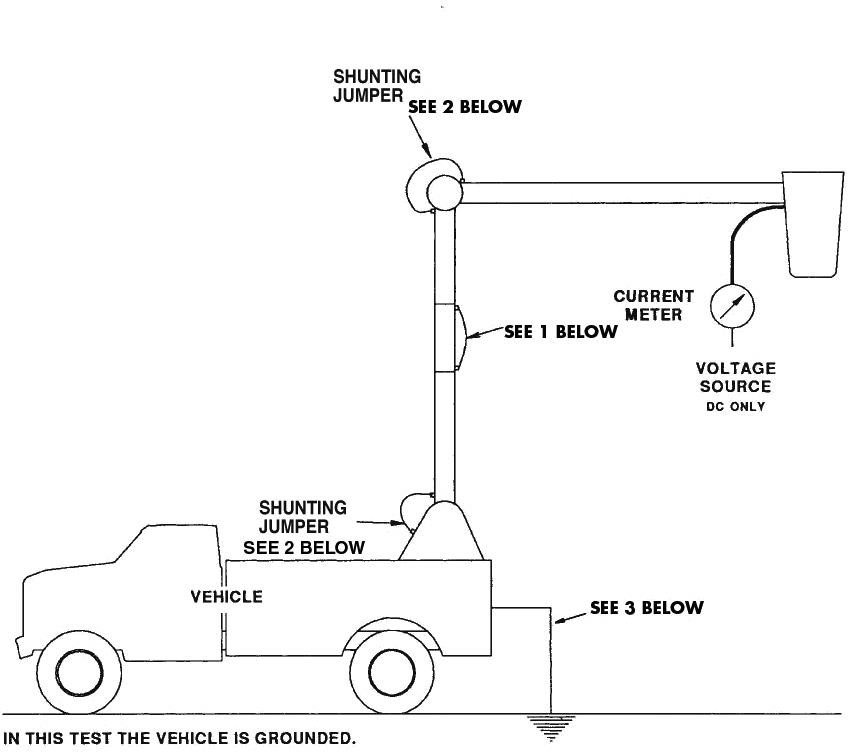 SHUNTING
JUMPER
SEE 2 BELOW
CURRENT
METER
SEE 1 BELOW
VOLTAGE
SOURCE
DC ONLY
SHUNTING
JUMPER
SEE 2 BELOW
VEHICLE
SEE 3 BELOW
IN THIS TEST THE VEHICLE IS GROUNDED.